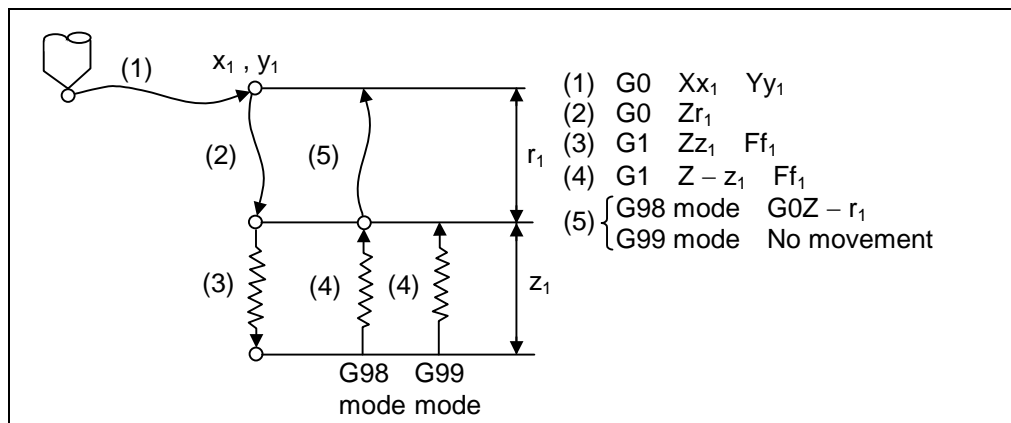 (1)
x₁ , y₁
(2)
(5)
r₁
(3)
(4)
(4)
z₁
G98 G99
mode mode
(1) G0 Xx₁ Yy₁
(2) G0 Zr₁
(3) G1 Zz₁ Ff₁
(4) G1 Z – z₁ Ff₁
(5) { G98 mode G0Z – r₁
G99 mode No movement